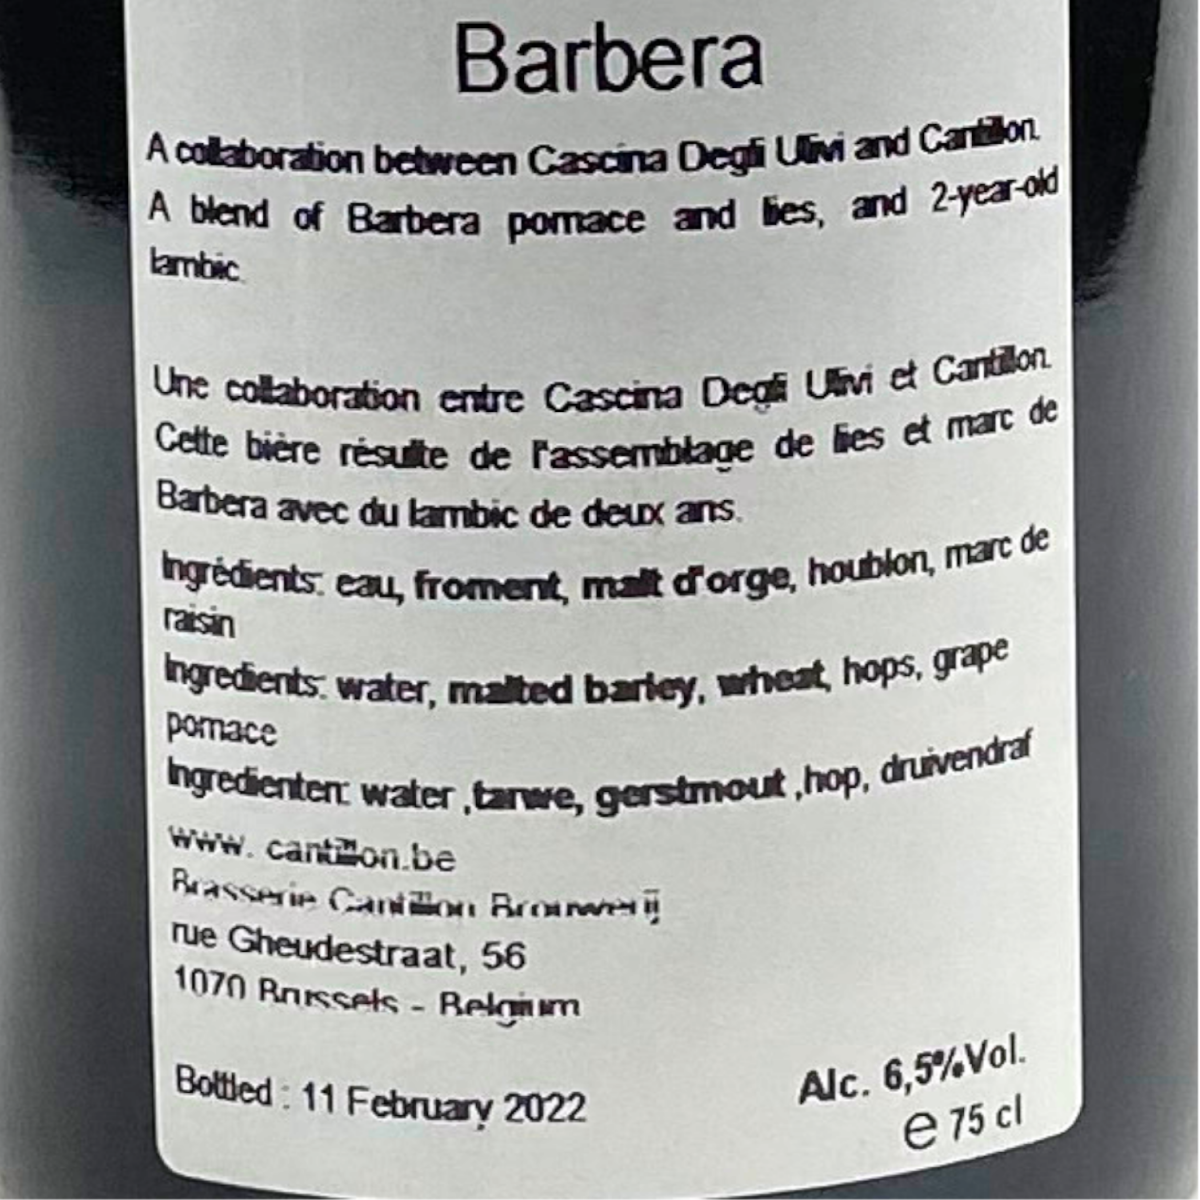 Barbera
A collaboration between Cascina Degli Ulivi and Cantillon.
A blend of Barbera pomace and lies, and 2-year-old
lambic.
Une collaboration entre Cascina Degli Ulivi et Cantillon.
Cette bière résulte de l'assemblage de lies et marc de
Barbera avec du lambic de deux ans.
Ingrédients: eau, froment, malt d'orge, houblon, marc de
raisin
Ingredients: water, malted barley, wheat, hops, grape
pomace
Ingredienten: water ,tarwe, gerstmout ,hop, druivendraf
www. cantillon.be
Brasserie Cantillon Brouwerij
rue Gheudestraat, 56
1070 Brussels - Belgium
Bottled : 11 February 2022
Alc. 6,5%Vol.
e 75 cl